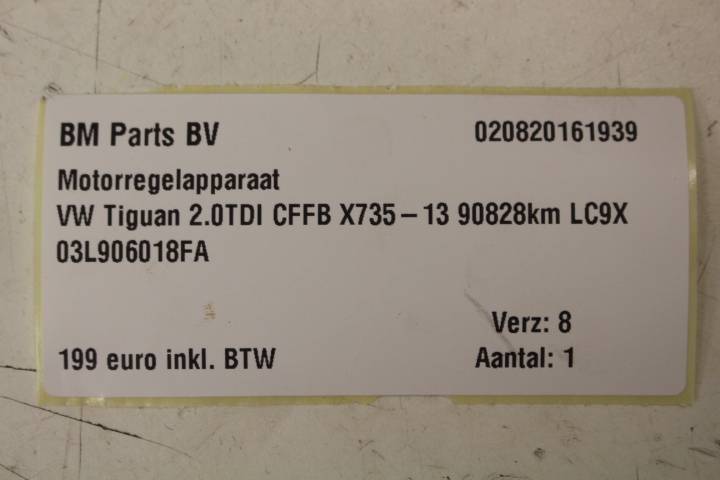 BM Parts BV 020820161939
Motorregelapparaat
VW Tiguan 2.0TDI CFFB X735-13 90828km LC9X
03L906018FA
Verz: 8
199 euro inkl. BTW Aantal: 1